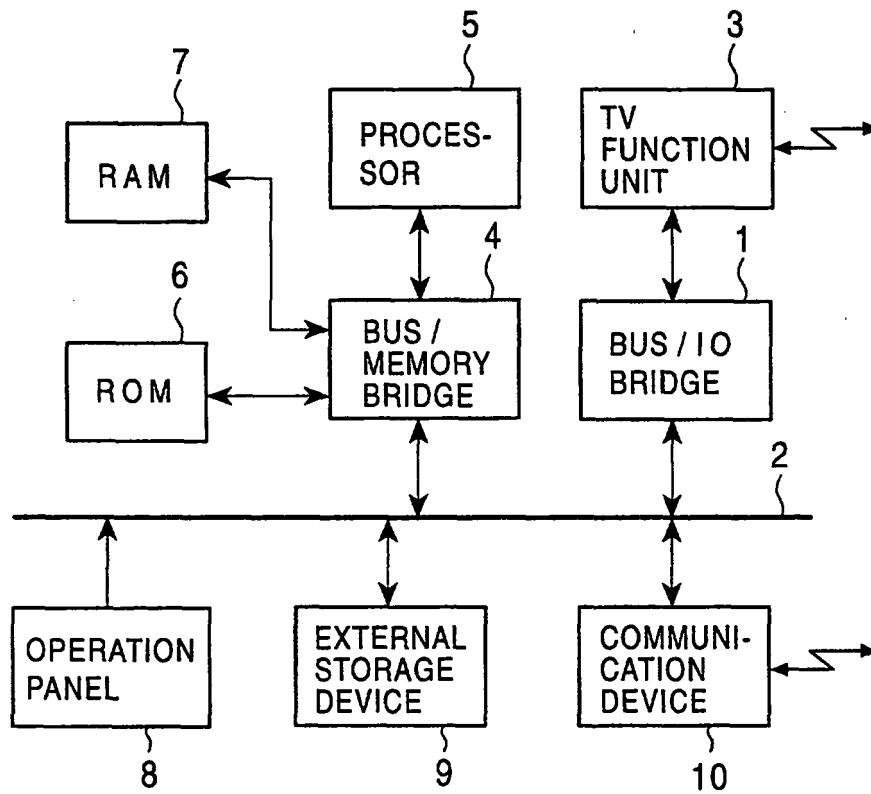 5
3
7
PROCES-
SOR
TV
FUNCTION
UNIT
RAM
4
1
6
BUS /
MEMORY
BRIDGE
BUS / IO
BRIDGE
ROM
2
OPERATION
PANEL
EXTERNAL
STORAGE
DEVICE
COMMUNI-
CATION
DEVICE
8
9
10